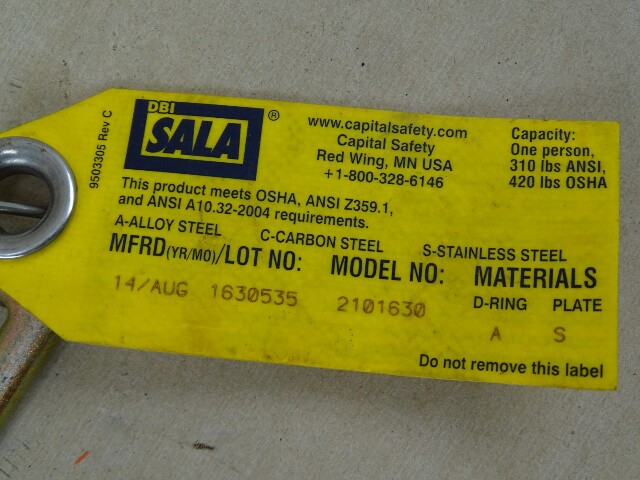 9503305 Rev C
DBI
SALA®
www.capitalsafety.com
Capital Safety
Red Wing, MN USA
+1-800-328-6146
Capacity:
One person,
310 lbs ANSI,
420 lbs OSHA
This product meets OSHA, ANSI Z359.1,
and ANSI A10.32-2004 requirements.
A-ALLOY STEEL C-CARBON STEEL S-STAINLESS STEEL
MFRD(YR/MO)/LOT NO: MODEL NO: MATERIALS
D-RING PLATE
14/AUG 1630535 2101630
A S
Do not remove this label